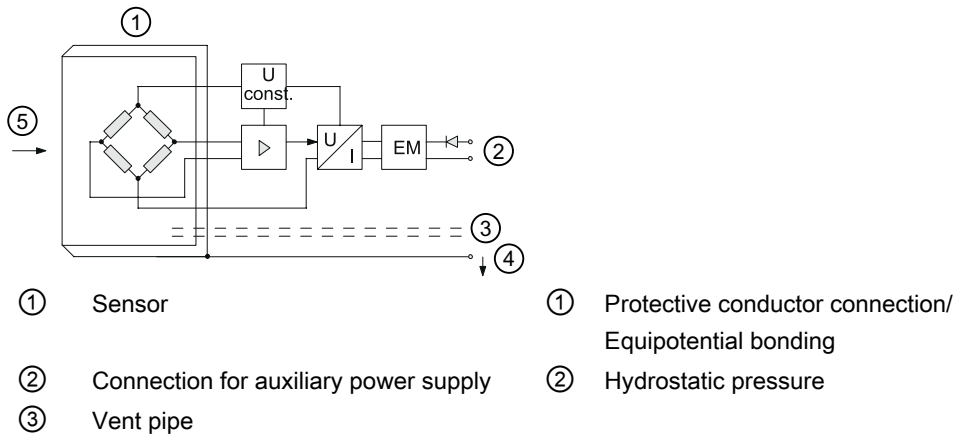 ①
U
const.
⑤
U
I
EM
②
③
④
① Sensor
① Protective conductor connection/
Equipotential bonding
② Connection for auxiliary power supply
② Hydrostatic pressure
③ Vent pipe